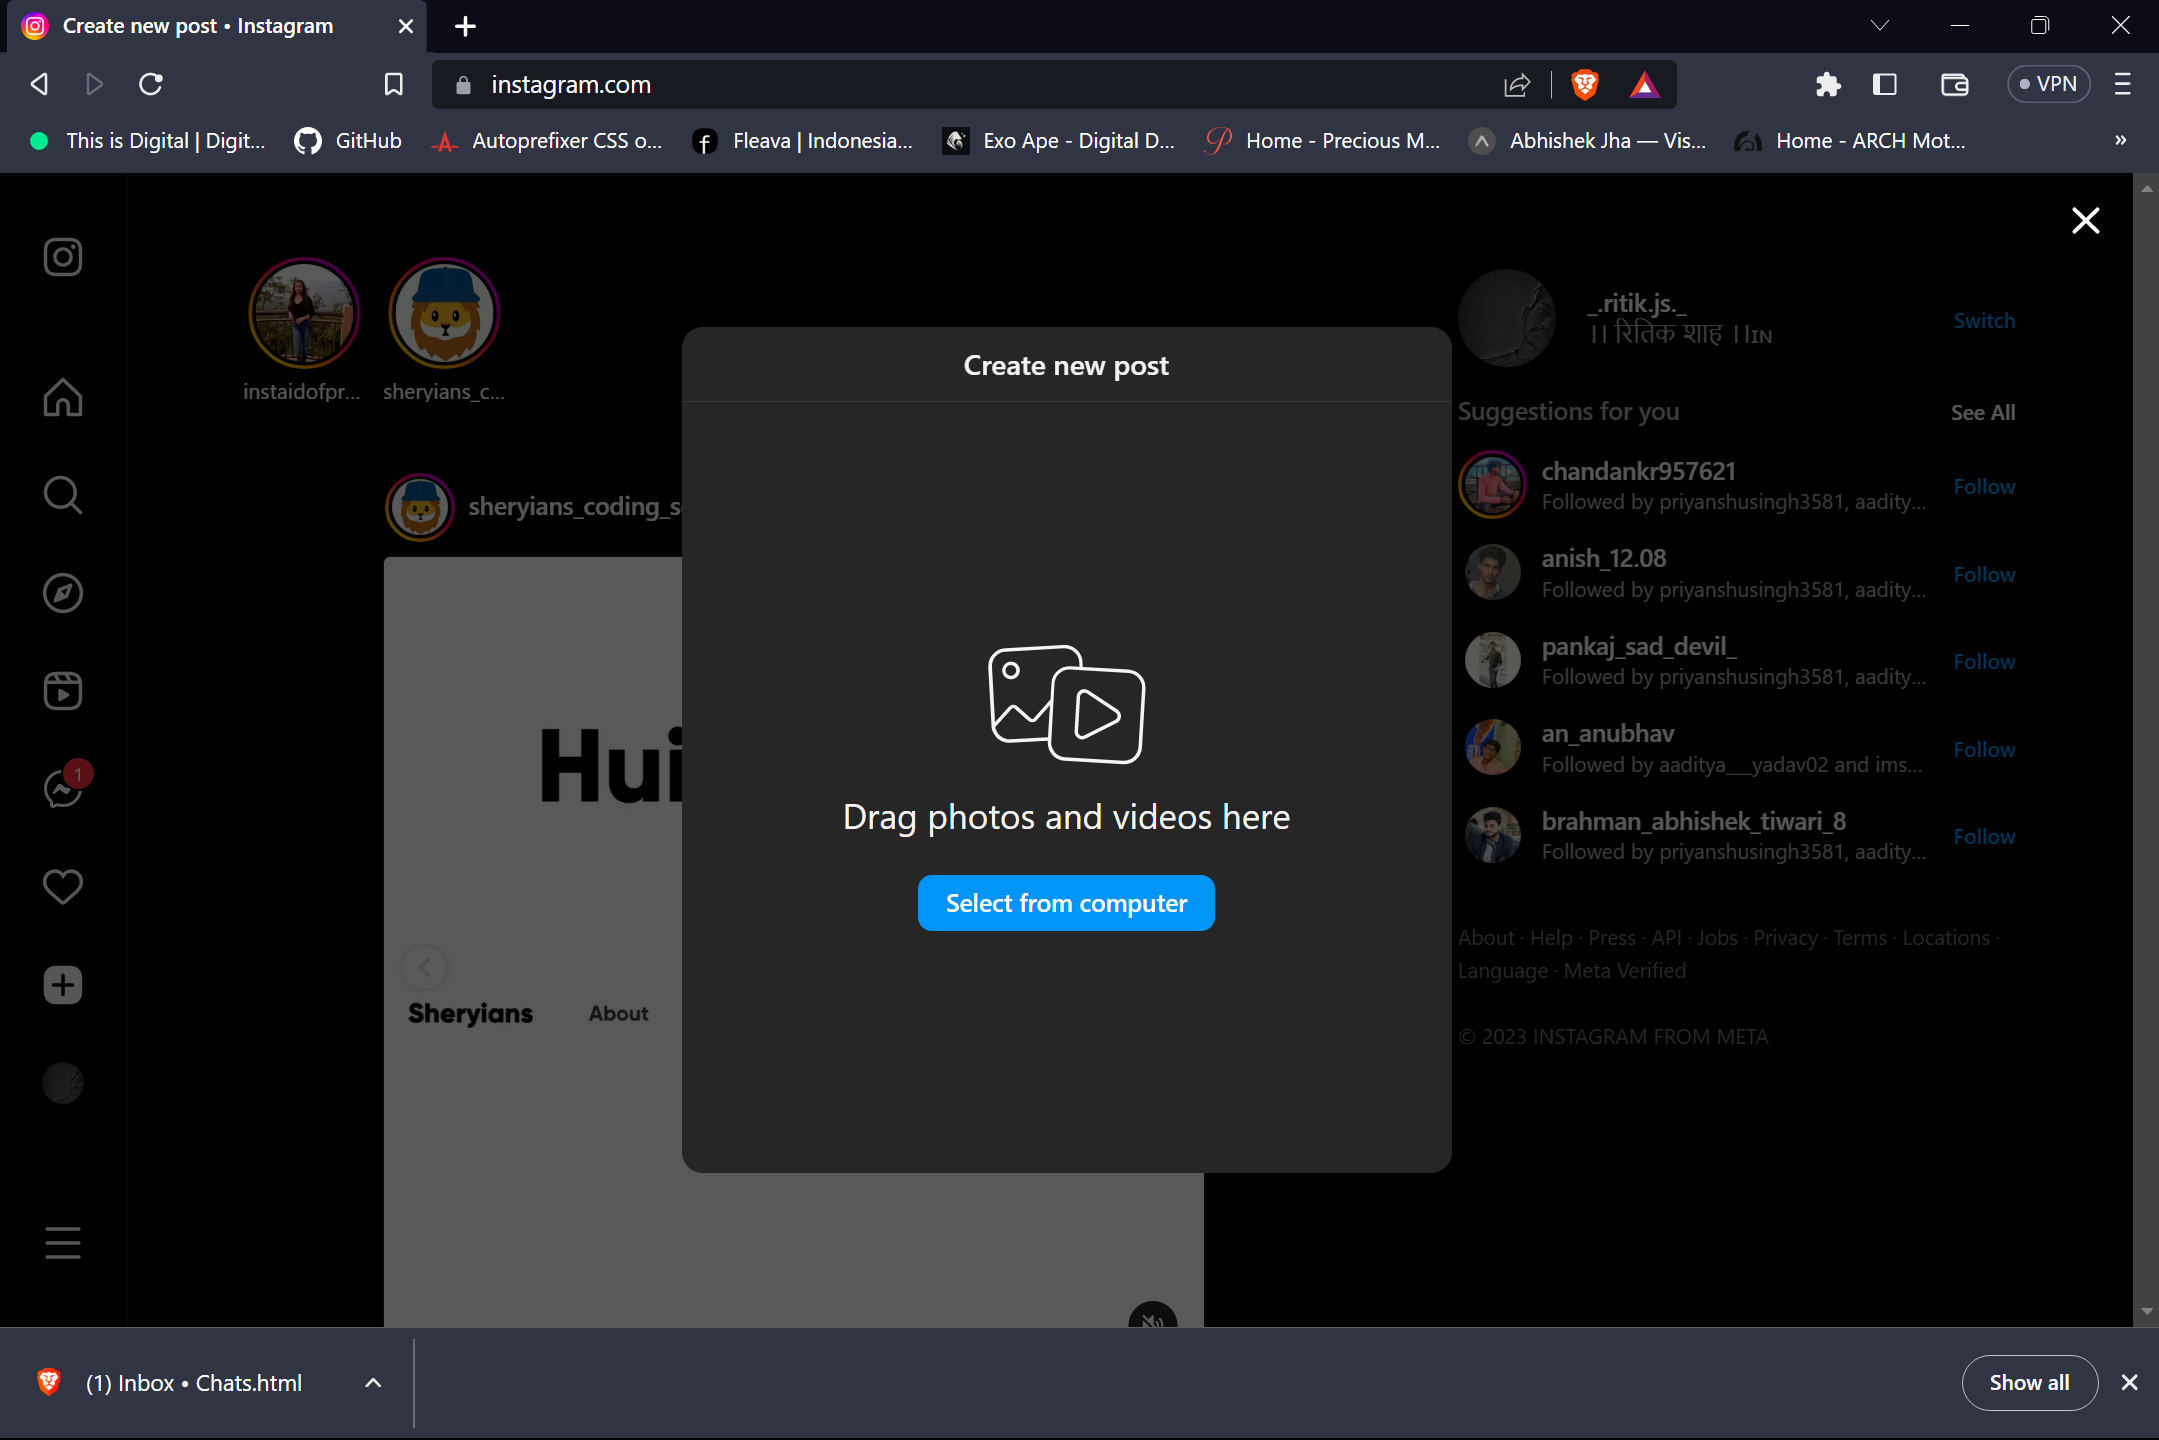 Create new post • Instagram
instagram.com
VPN
This is Digital | Digit...
GitHub
Autoprefixer CSS o...
Fleava | Indonesia...
Exo Ape - Digital D...
Home - Precious M...
Abhishek Jha — Vis...
Home - ARCH Mot...
»
instaidofpr...
sheryians_c...
_.ritik.js._
।। रितिक शाह ।।IN
Switch
Create new post
Suggestions for you
See All
chandankr957621
Followed by priyanshusingh3581, aadity...
Follow
sheryians_coding_s
anish_12.08
Followed by priyanshusingh3581, aadity...
Follow
pankaj_sad_devil_
Followed by priyanshusingh3581, aadity...
Follow
Hui
1
an_anubhav
Followed by aaditya___yadav02 and ims...
Follow
Drag photos and videos here
brahman_abhishek_tiwari_8
Followed by priyanshusingh3581, aadity...
Follow
Select from computer
About · Help · Press · API · Jobs · Privacy · Terms · Locations ·
Language · Meta Verified
Sheryians
About
© 2023 INSTAGRAM FROM META
(1) Inbox • Chats.html
Show all